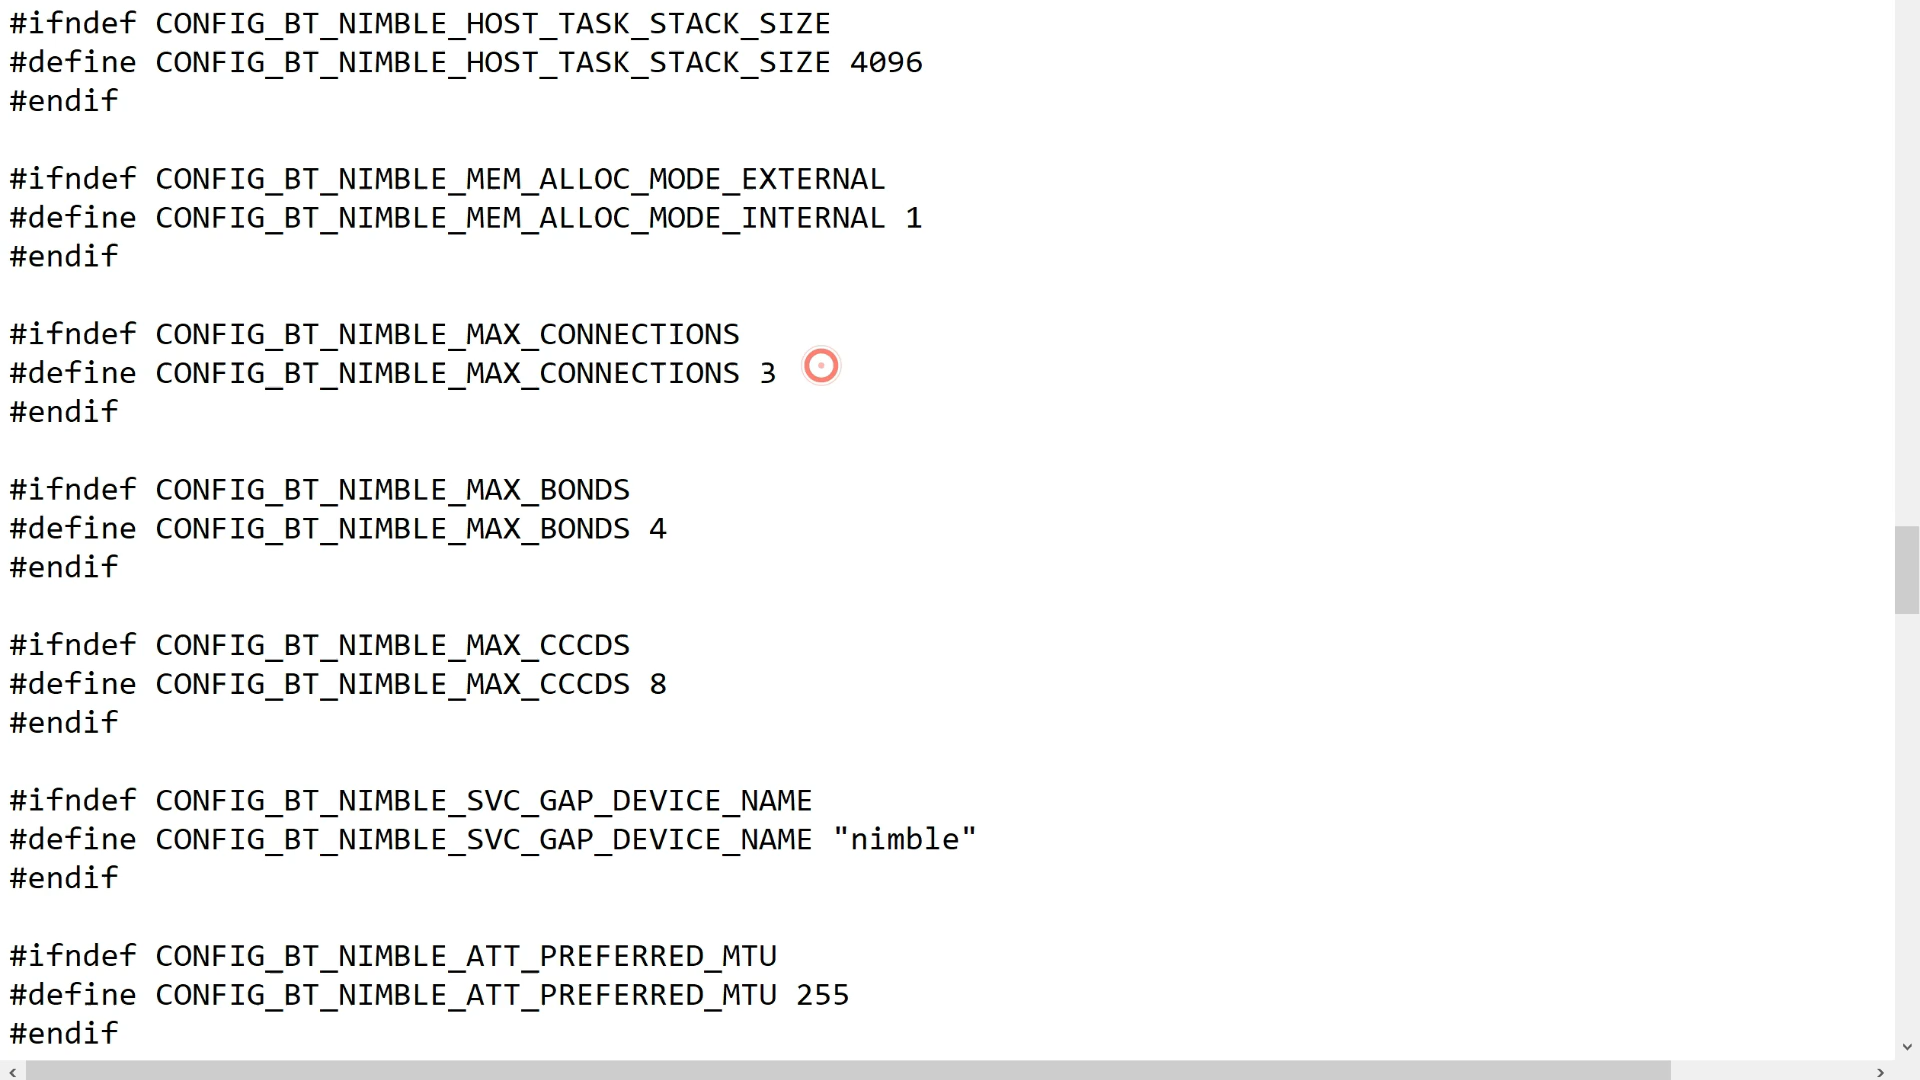 #ifndef CONFIG_BT_NIMBLE_HOST_TASK_STACK_SIZE
#define CONFIG_BT_NIMBLE_HOST_TASK_STACK_SIZE 4096
#endif
#ifndef CONFIG_BT_NIMBLE_MEM_ALLOC_MODE_EXTERNAL
#define CONFIG_BT_NIMBLE_MEM_ALLOC_MODE_INTERNAL 1
#endif
#ifndef CONFIG_BT_NIMBLE_MAX_CONNECTIONS
#define CONFIG_BT_NIMBLE_MAX_CONNECTIONS 3
#endif
#ifndef CONFIG_BT_NIMBLE_MAX_BONDS
#define CONFIG_BT_NIMBLE_MAX_BONDS 4
#endif
#ifndef CONFIG_BT_NIMBLE_MAX_CCCDS
#define CONFIG_BT_NIMBLE_MAX_CCCDS 8
#endif
#ifndef CONFIG_BT_NIMBLE_SVC_GAP_DEVICE_NAME
#define CONFIG_BT_NIMBLE_SVC_GAP_DEVICE_NAME "nimble"
#endif
#ifndef CONFIG_BT_NIMBLE_ATT_PREFERRED_MTU
#define CONFIG_BT_NIMBLE_ATT_PREFERRED_MTU 255
#endif